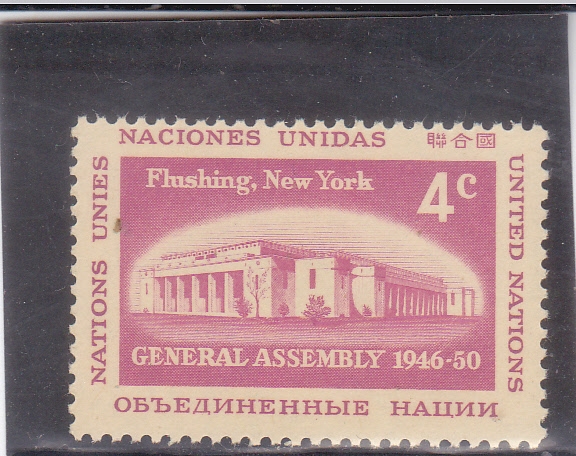 NACIONES UNIDAS
聯合國
NATIONS UNIES
UNITED NATIONS
Flushing, New York
4c
GENERAL ASSEMBLY 1946-50
ОБЪЕДИНЕННЫЕ НАЦИИ